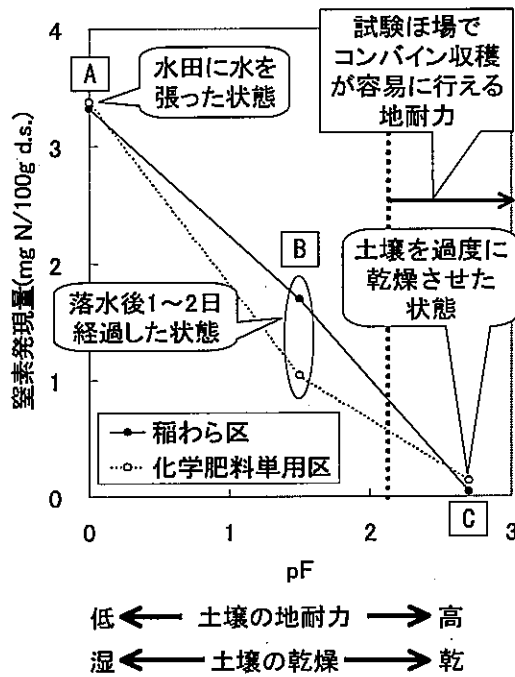 4
3
2
1
0
窒素発現量(mg N/100g d.s.)
A
水田に水を
張った状態
試験ほ場で
コンバイン収穫
が容易に行える
地耐力
B
落水後1～2日
経過した状態
土壌を過度に
乾燥させた
状態
稲わら区
化学肥料単用区
C
0
1
2
3
pF
低 土壌の地耐力 高
湿 土壌の乾燥 乾